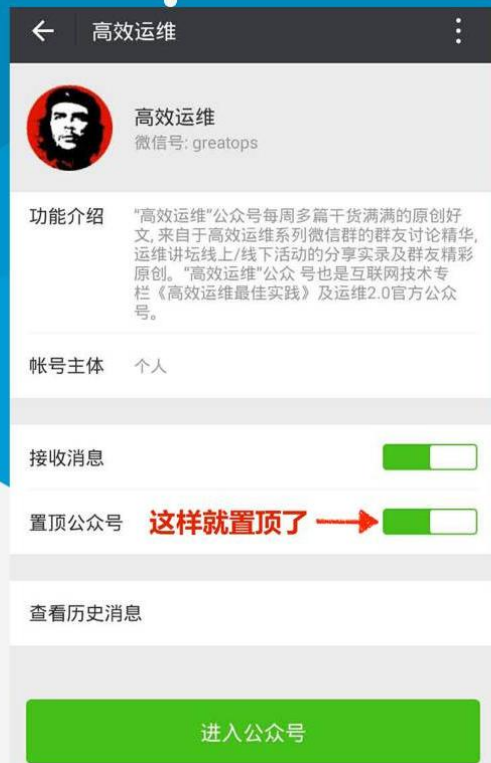 高效运维
高效运维
微信号: greatops
功能介绍
"高效运维"公众号每周多篇干货满满的原创好
文, 来自于高效运维系列微信群的群友讨论精华,
运维讲坛线上/线下活动的分享实录及群友精彩
原创。"高效运维"公众 号也是互联网技术专
栏《高效运维最佳实践》及运维2.0官方公众
号。
帐号主体 个人
接收消息
置顶公众号 这样就置顶了
查看历史消息
进入公众号